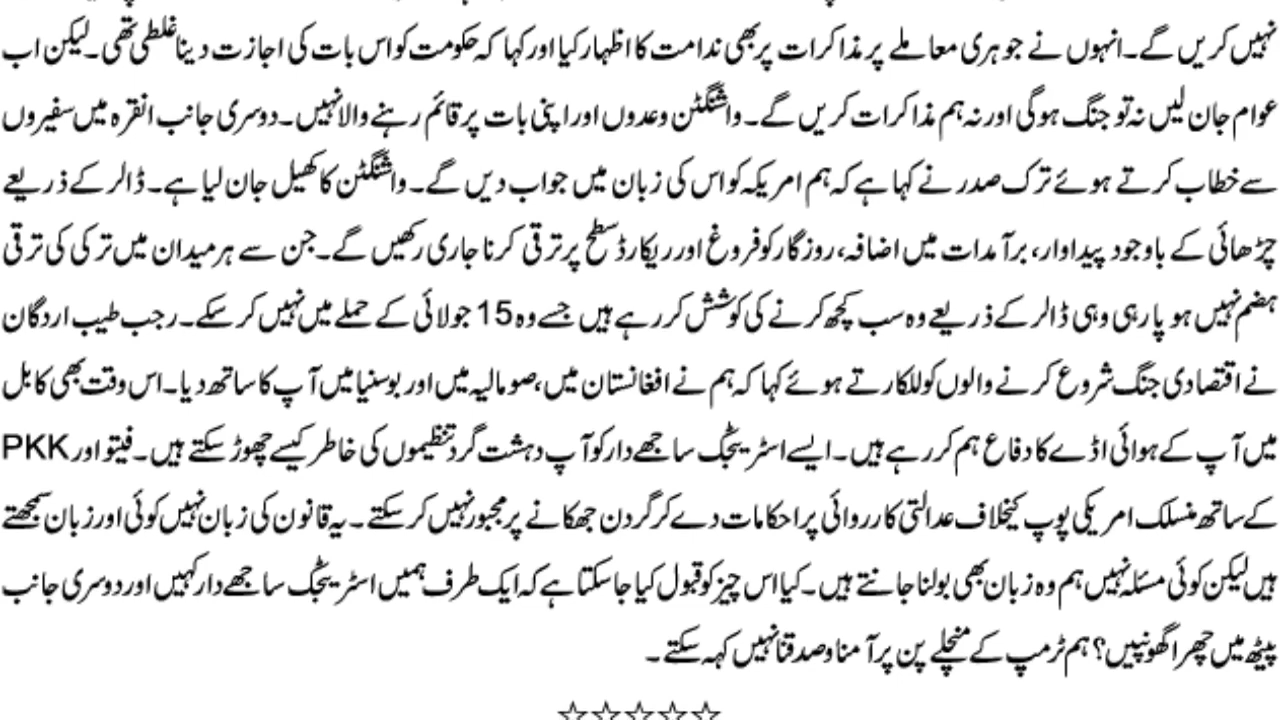 نہیں کریں گے۔ انہوں نے جوہری معاملے پر مذاکرات پر بھی ندامت کا اظہار کیا اور کہا کہ حکومت کو اس بات کی اجازت دینا غلطی تھی۔ لیکن اب
عوام جان لیں نہ تو جنگ ہوگی اور نہ ہم مذاکرات کریں گے۔ واشنگٹن وعدوں اور اپنی بات پر قائم رہنے والا نہیں۔ دوسری جانب انقرہ میں سفیروں
سے خطاب کرتے ہوئے ترک صدر نے کہا ہے کہ ہم امریکہ کو اس کی زبان میں جواب دیں گے۔ واشنگٹن کا کھیل جان لیا ہے۔ ڈالر کے ذریعے
چڑھائی کے باوجود پیداوار، برآمدات میں اضافہ، روزگار کو فروغ اور ریکارڈ سطح پر ترقی کرنا جاری رکھیں گے۔ جن سے ہر میدان میں ترکی کی ترقی
ہضم نہیں ہو پا رہی وہی ڈالر کے ذریعے وہ سب کچھ کرنے کی کوشش کر رہے ہیں جسے وہ 15 جولائی کے حملے میں نہیں کر سکے۔ رجب طیب اردگان
نے اقتصادی جنگ شروع کرنے والوں کو للکارتے ہوئے کہا کہ ہم نے افغانستان میں، صومالیہ میں اور بوسنیا میں آپ کا ساتھ دیا۔ اس وقت بھی کابل
میں آپ کے ہوائی اڈے کا دفاع ہم کر رہے ہیں۔ ایسے اسٹریٹجک ساجھے دار کو آپ دہشت گرد تنظیموں کی خاطر کیسے چھوڑ سکتے ہیں۔ فیتو اور PKK
کے ساتھ منسلک امریکی پوپ کیخلاف عدالتی کارروائی پر احکامات دے کر گردن جھکانے پر مجبور نہیں کر سکتے۔ یہ قانون کی زبان نہیں کوئی اور زبان سمجھتے
ہیں لیکن کوئی مسئلہ نہیں ہم وہ زبان بھی بولنا جانتے ہیں۔ کیا اس چیز کو قبول کیا جا سکتا ہے کہ ایک طرف ہمیں اسٹریٹجک ساجھے دار کہیں اور دوسری جانب
پیٹھ میں چھرا گھونپیں؟ ہم ٹرمپ کے منچلے پن پر آمنا و صدقنا نہیں کہہ سکتے۔
☆☆☆☆☆